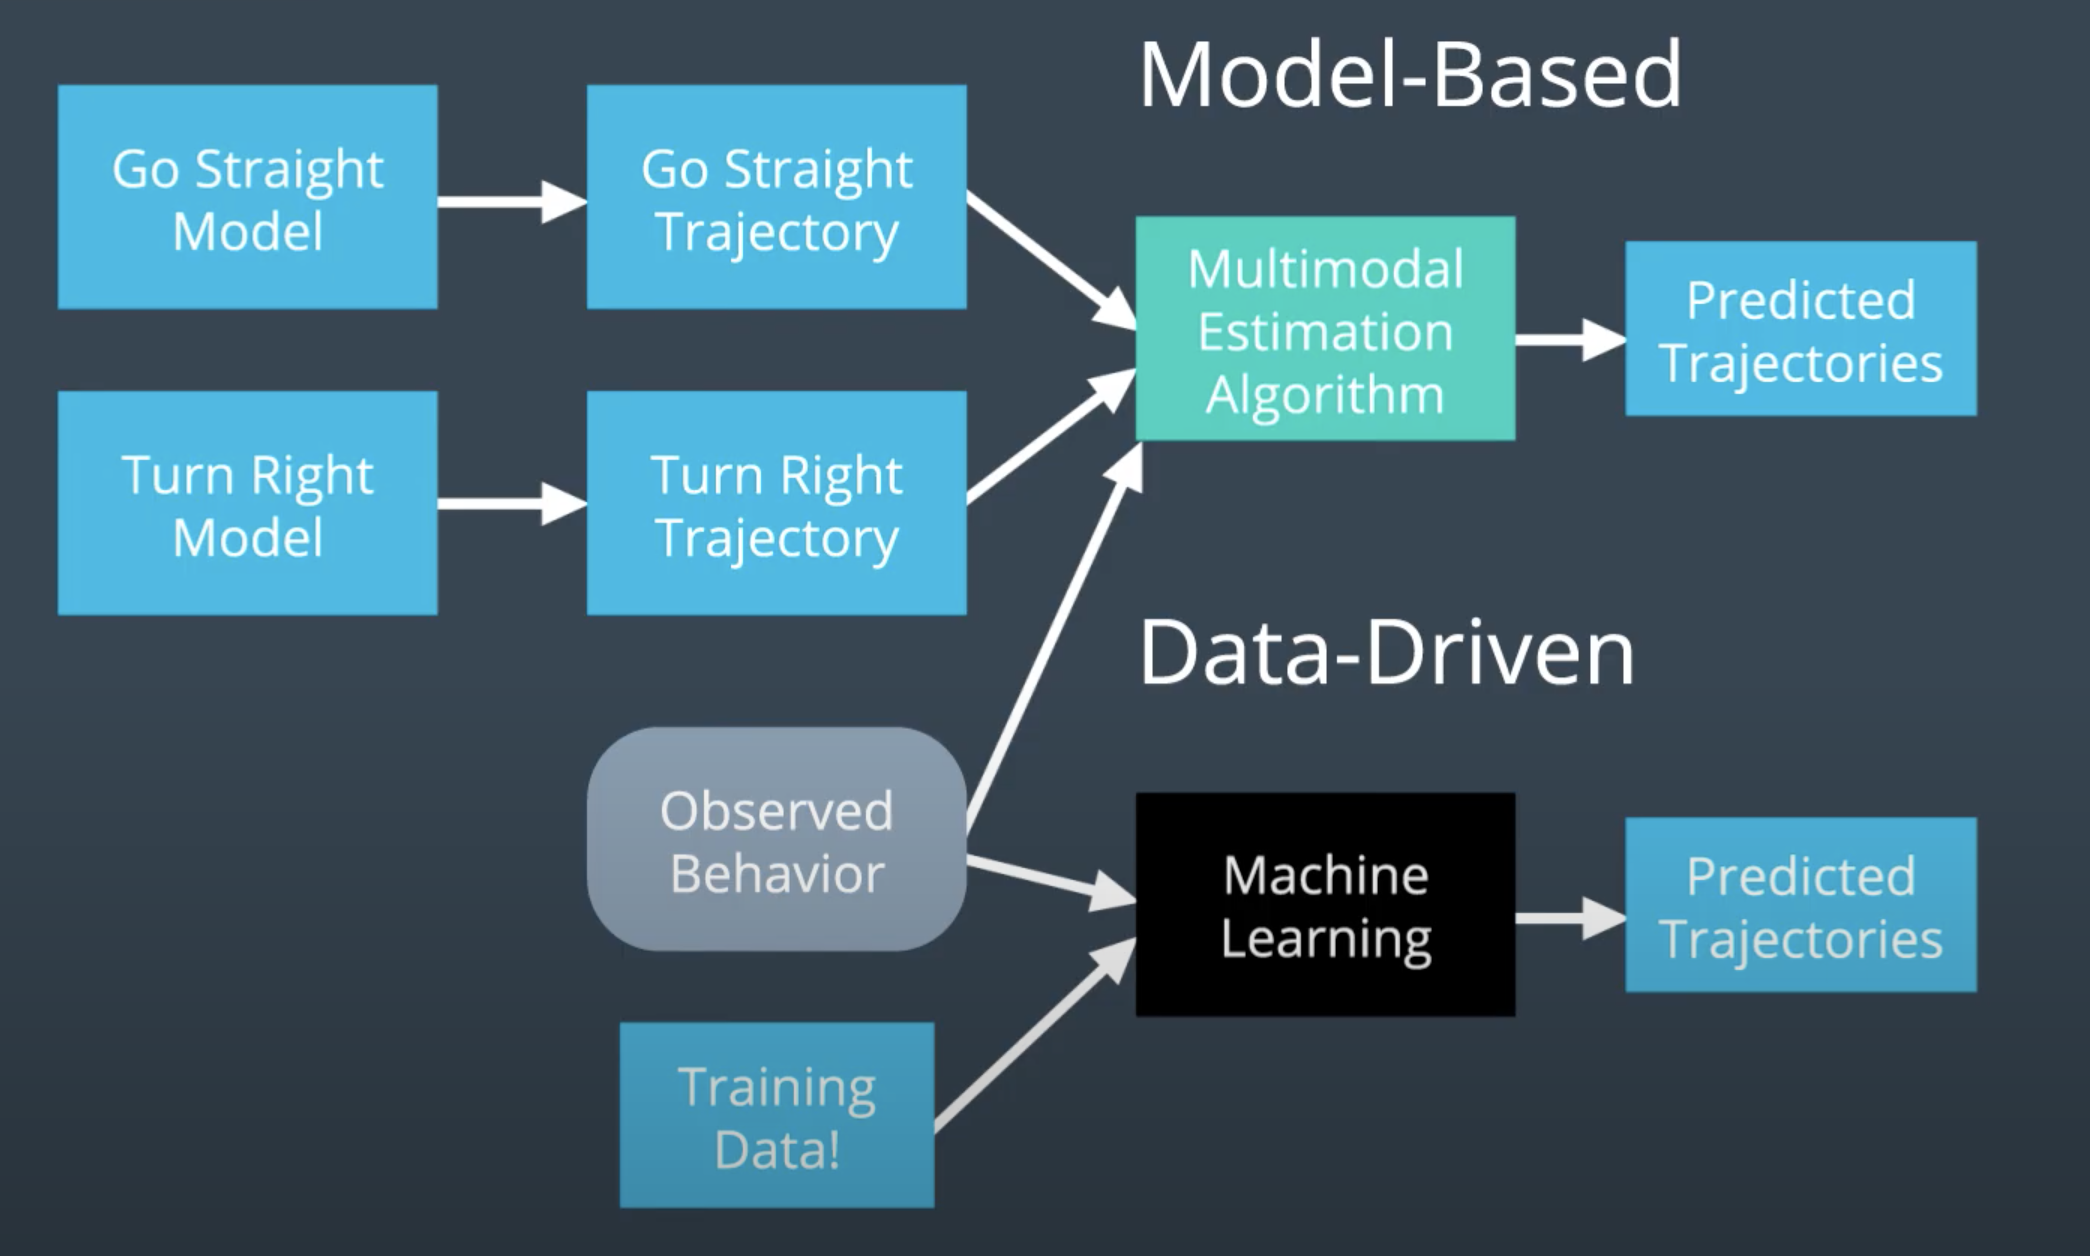 Model-Based
Go Straight
Model
Go Straight
Trajectory
Multimodal
Estimation
Algorithm
Predicted
Trajectories
Turn Right
Model
Turn Right
Trajectory
Data-Driven
Observed
Behavior
Machine
Learning
Predicted
Trajectories
Training
Data!